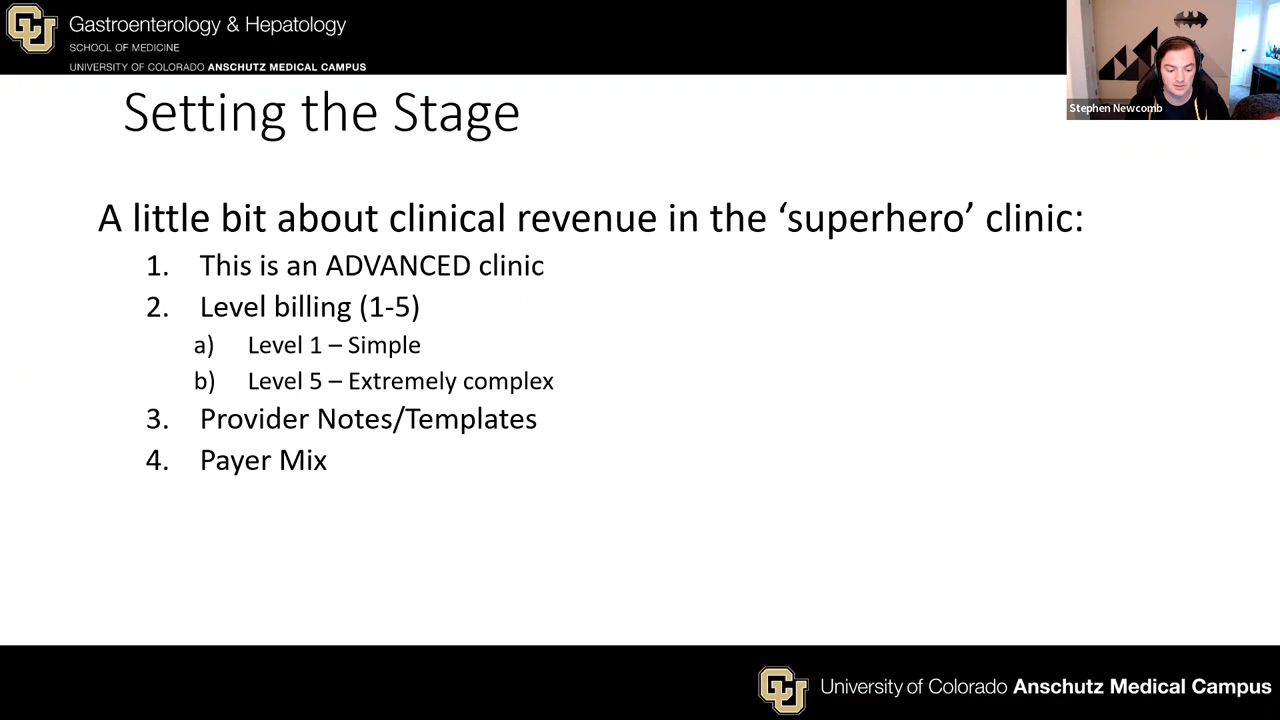 Gastroenterology & Hepatology
SCHOOL OF MEDICINE
UNIVERSITY OF COLORADO ANSCHUTZ MEDICAL CAMPUS
Stephen Newcomb
Setting the Stage
A little bit about clinical revenue in the ‘superhero’ clinic:
1. This is an ADVANCED clinic
2. Level billing (1-5)
a) Level 1 – Simple
b) Level 5 – Extremely complex
3. Provider Notes/Templates
4. Payer Mix
University of Colorado Anschutz Medical Campus